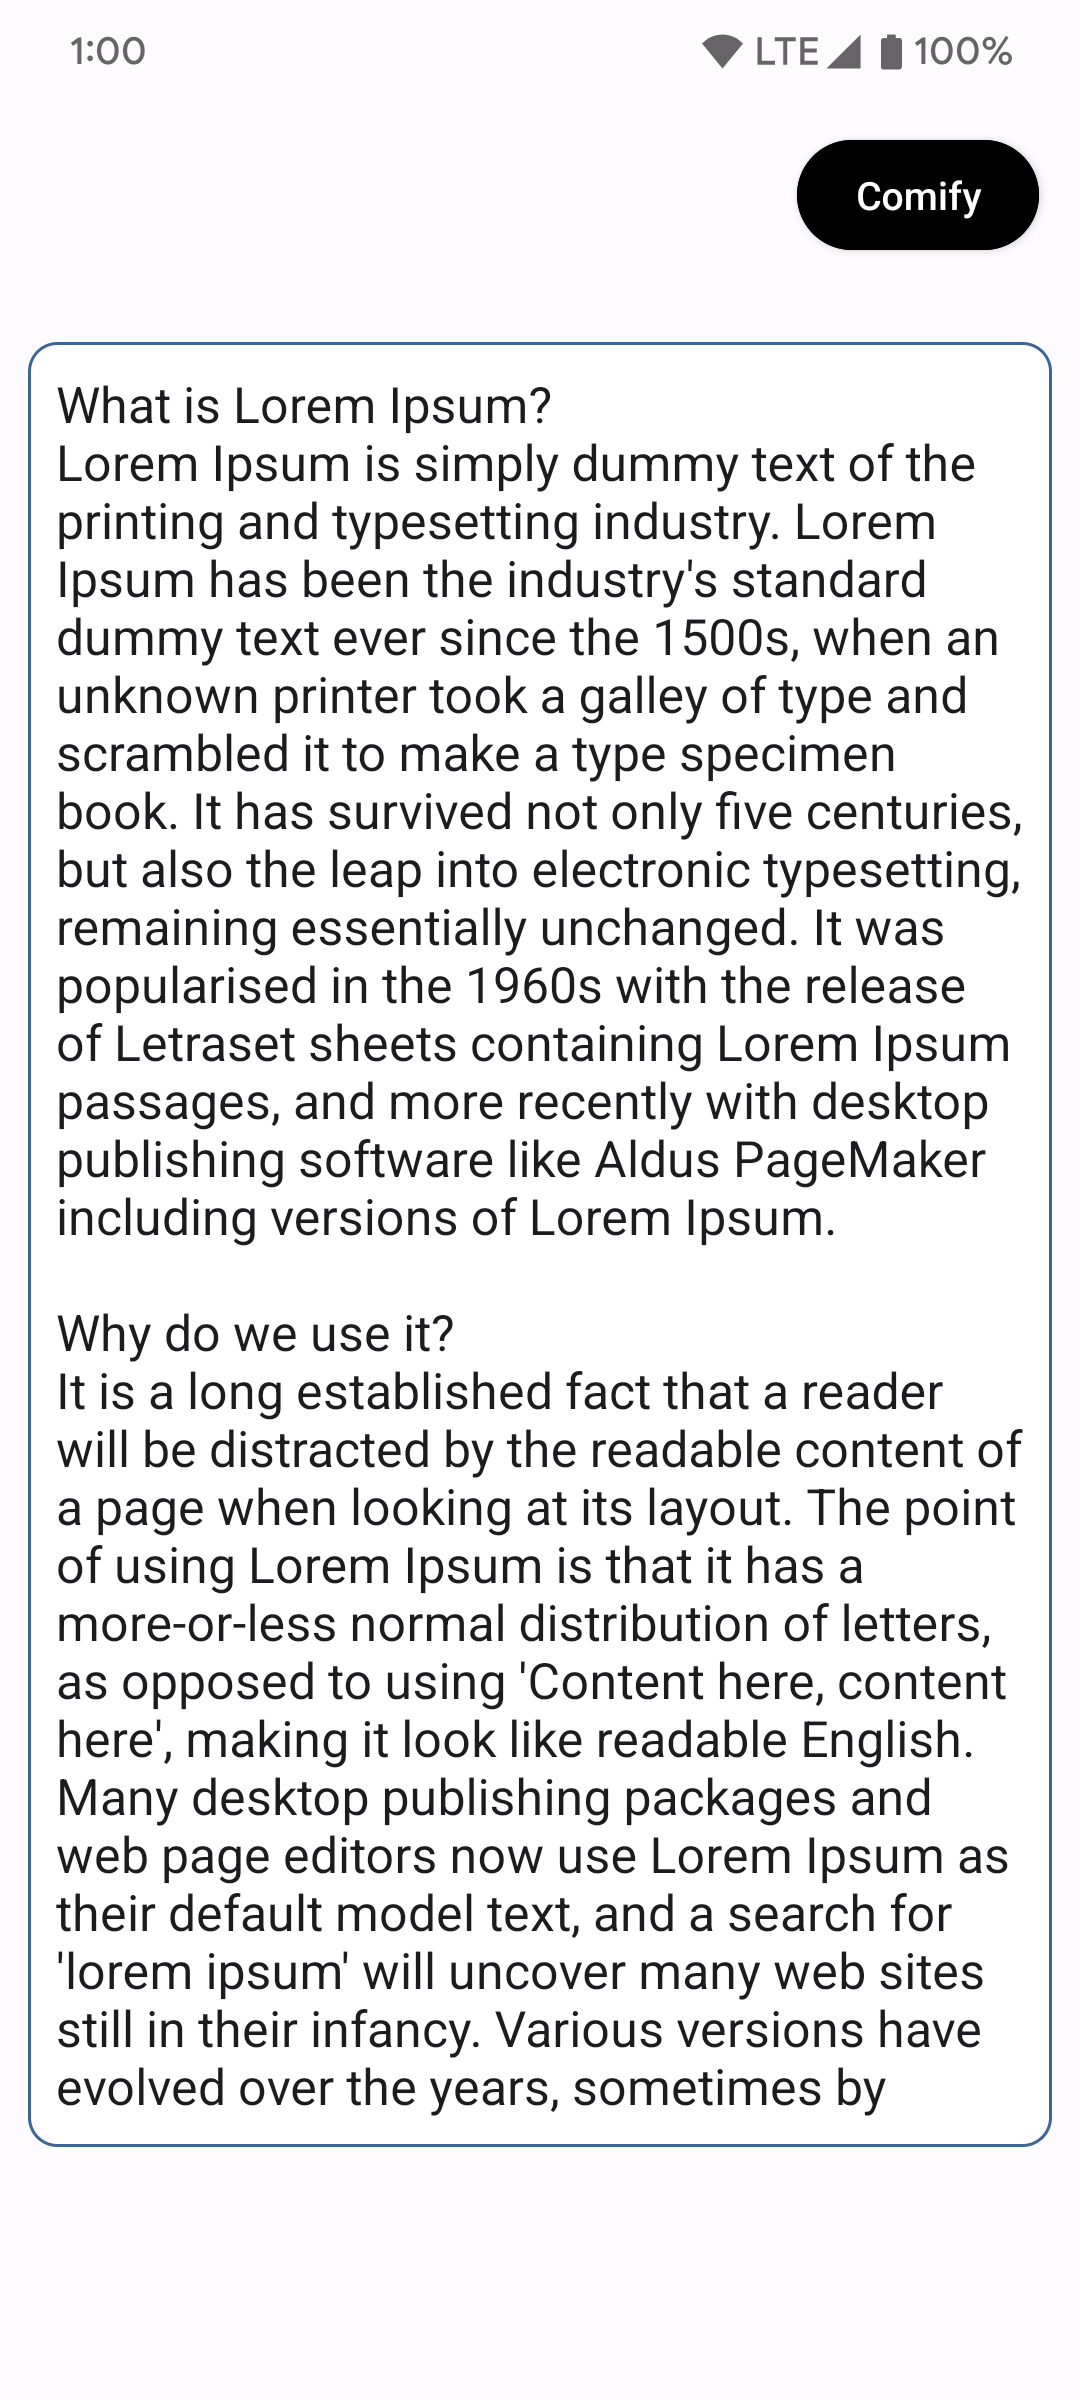 1:00
LTE 100%
Comify
What is Lorem Ipsum?
Lorem Ipsum is simply dummy text of the
printing and typesetting industry. Lorem
Ipsum has been the industry's standard
dummy text ever since the 1500s, when an
unknown printer took a galley of type and
scrambled it to make a type specimen
book. It has survived not only five centuries,
but also the leap into electronic typesetting,
remaining essentially unchanged. It was
popularised in the 1960s with the release
of Letraset sheets containing Lorem Ipsum
passages, and more recently with desktop
publishing software like Aldus PageMaker
including versions of Lorem Ipsum.

Why do we use it?
It is a long established fact that a reader
will be distracted by the readable content of
a page when looking at its layout. The point
of using Lorem Ipsum is that it has a
more-or-less normal distribution of letters,
as opposed to using 'Content here, content
here', making it look like readable English.
Many desktop publishing packages and
web page editors now use Lorem Ipsum as
their default model text, and a search for
'lorem ipsum' will uncover many web sites
still in their infancy. Various versions have
evolved over the years, sometimes by